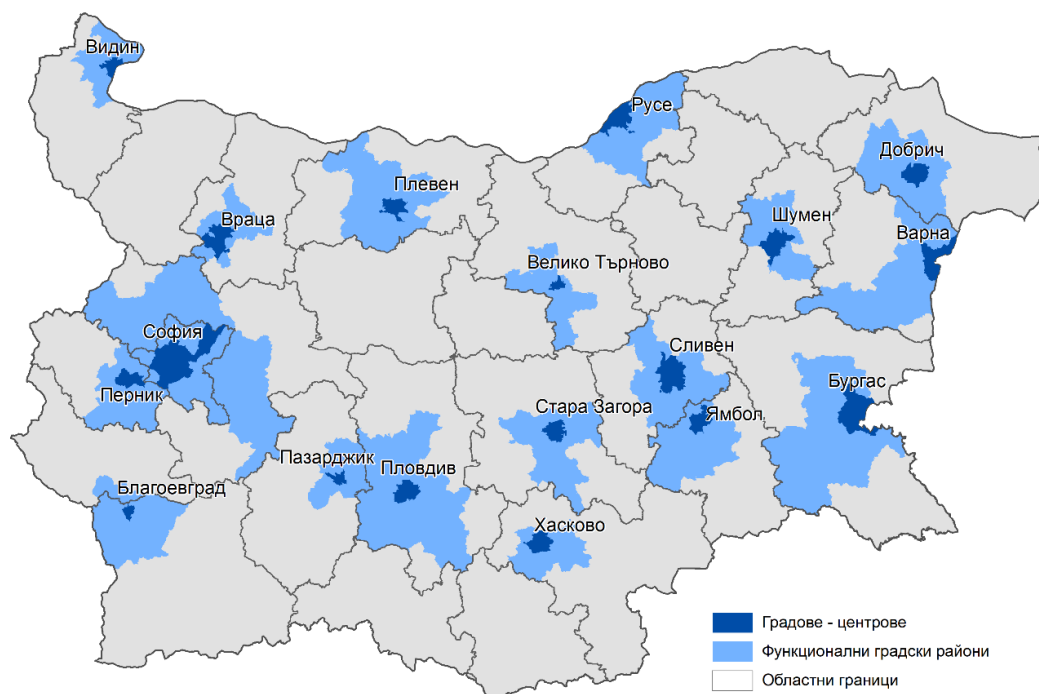 Видин
Русе
Добрич
Плевен
Враца
Шумен
Варна
Велико Търново
София
Сливен
Перник
Бургас
Стара Загора
Ямбол
Пазарджик
Пловдив
Благоевград
Хасково
Градове - центрове
Функционални градски райони
Областни граници